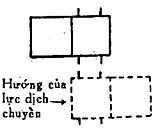 Hướng của
lực dịch
chuyển